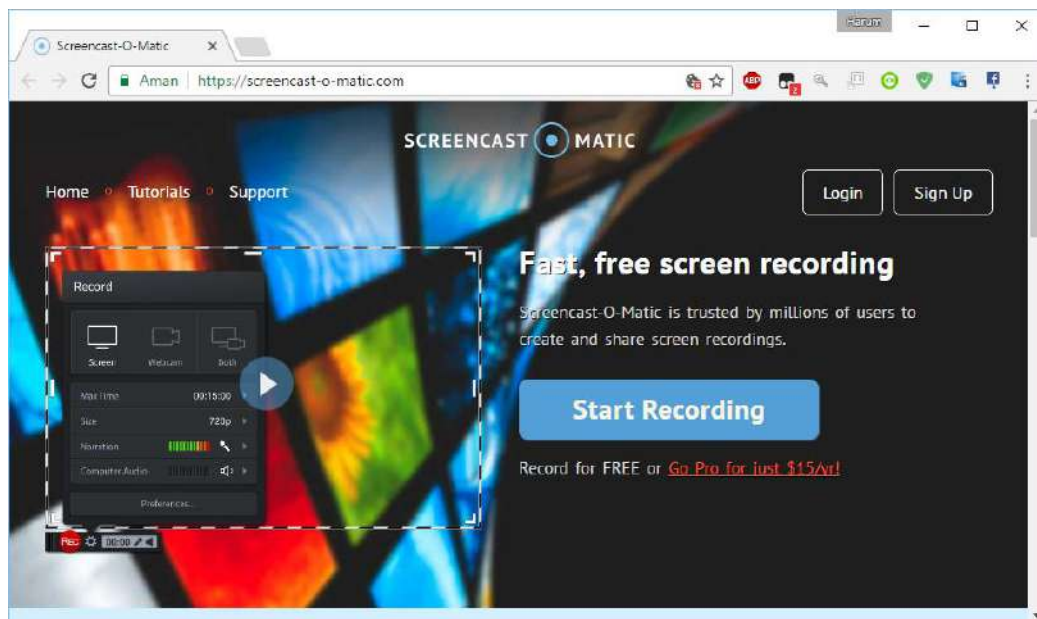 Harum
Screencast-O-Matic
Aman https://screencast-o-matic.com
ABP
2
SCREENCAST O MATIC
Home Tutorials Support
Login Sign Up
Fast, free screen recording
Screencast-O-Matic is trusted by millions of users to
create and share screen recordings.
Start Recording
Record for FREE or Go Pro for just $15/yr!
Record
Screen Webcam Both
Max Time 00:15:00
Size 720p
Narration
Computer Audio
Preferences...
REC 00:00